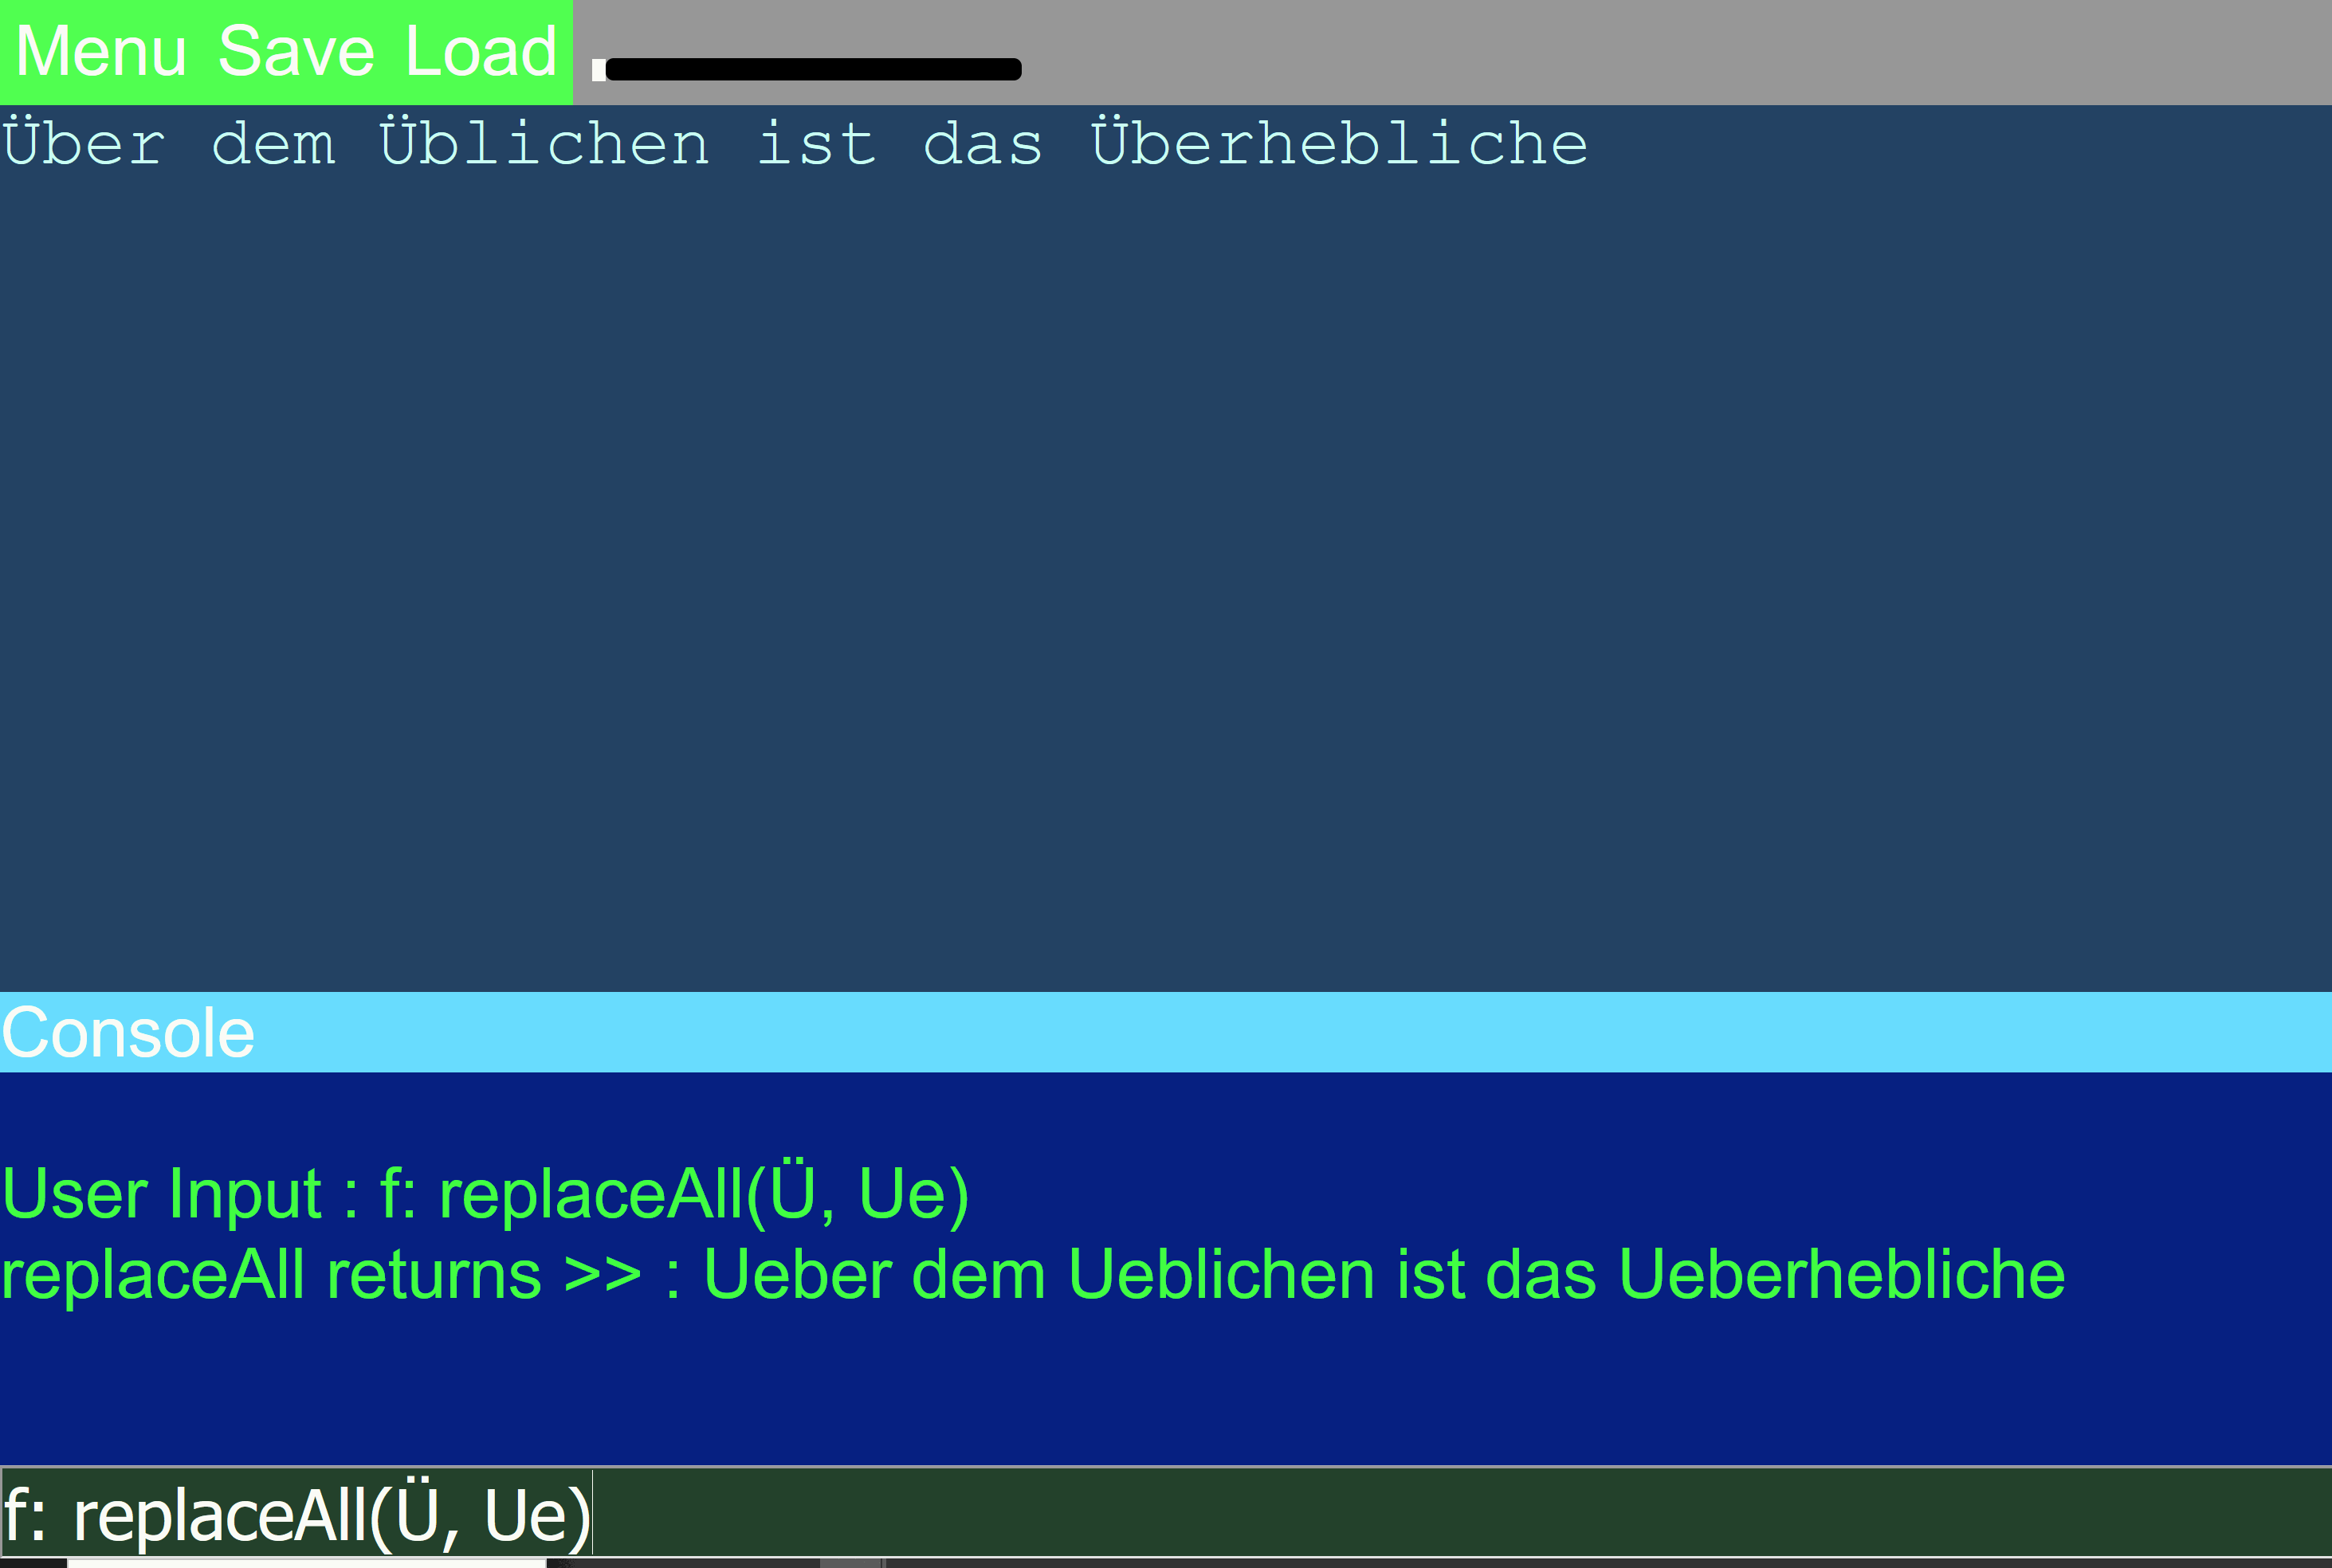 Menu Save Load
Über dem Üblichen ist das Überhebliche
Console
User Input : f: replaceAll(Ü, Ue)
replaceAll returns >> : Ueber dem Ueblichen ist das Ueberhebliche
f: replaceAll(Ü, Ue)